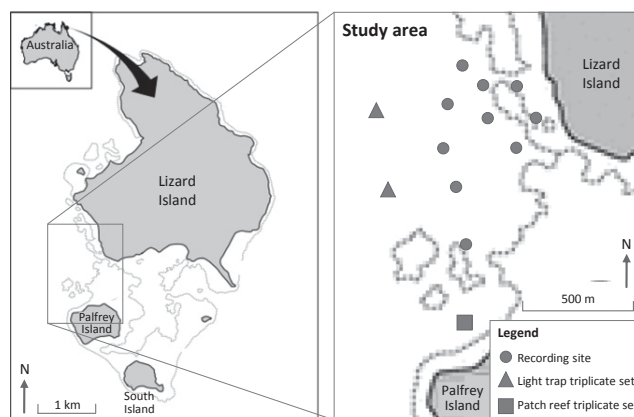 Australia
Lizard
Island
Palfrey
Island
South
Island
N
1 km
Study area
Lizard
Island
N
500 m
Legend
Recording site
Light trap triplicate set
Patch reef triplicate set
Palfrey
Island